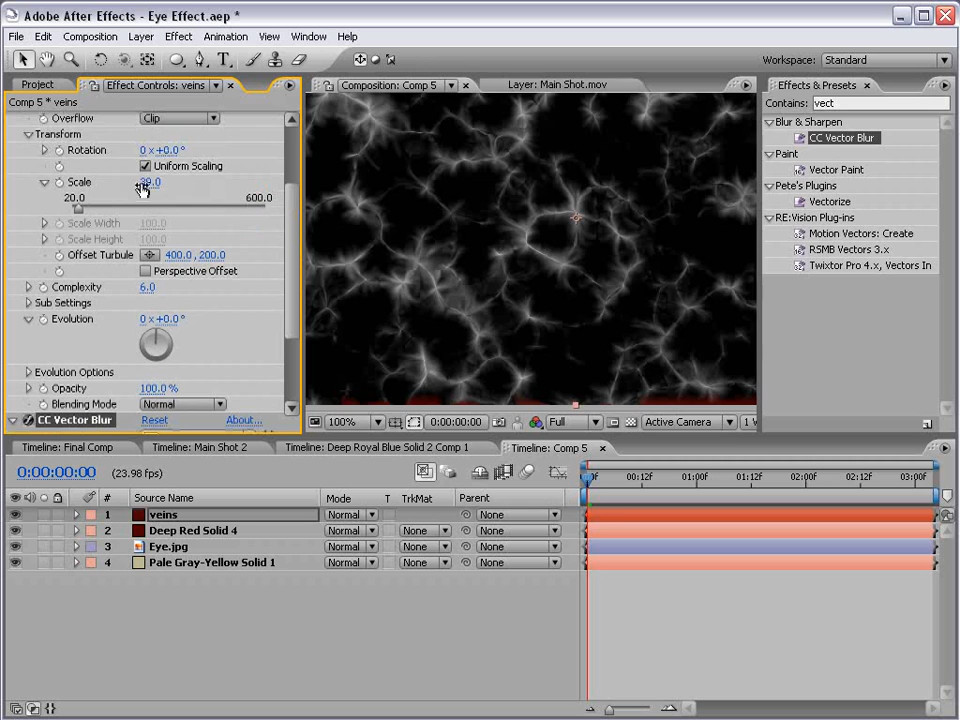 Adobe After Effects - Eye Effect.aep *
File Edit Composition Layer Effect Animation View Window Help
Workspace: Standard
Project Effect Controls: veins Composition: Comp 5 Layer: Main Shot.mov Effects & Presets
Comp 5 * veins
Contains: vect
Overflow Clip
Transform
Rotation 0 x+0.0°
Uniform Scaling
Scale 39.0
20.0 600.0
Scale Width 100.0
Scale Height 100.0
Offset Turbule 400.0, 200.0
Perspective Offset
Complexity 6.0
Sub Settings
Evolution 0 x+0.0°
Evolution Options
Opacity 100.0 %
Blending Mode Normal
CC Vector Blur Reset About...
Blur & Sharpen
CC Vector Blur
Paint
Vector Paint
Pete's Plugins
Vectorize
RE:Vision Plug-ins
Motion Vectors: Create
RSMB Vectors 3.x
Twixtor Pro 4.x, Vectors In
100% 0:00:00:00 Full Active Camera 1 V
Timeline: Final Comp Timeline: Main Shot 2 Timeline: Deep Royal Blue Solid 2 Comp 1 Timeline: Comp 5
0:00:00:00 (23.98 fps)
00:12f 01:00f 01:12f 02:00f 02:12f 03:00f
# Source Name Mode T TrkMat Parent
1 veins Normal None
2 Deep Red Solid 4 Normal None None
3 Eye.jpg Normal None None
4 Pale Gray-Yellow Solid 1 Normal None None